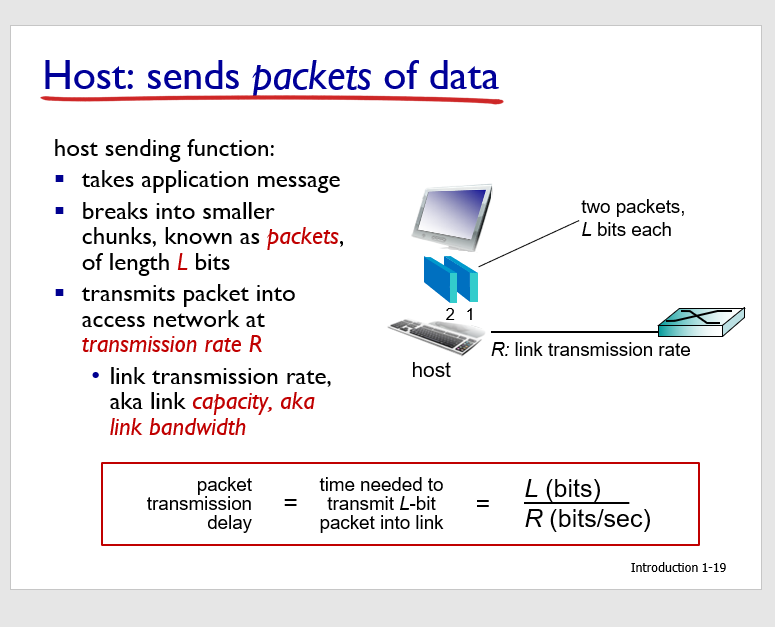 Host: sends packets of data
host sending function:
▪ takes application message
▪ breaks into smaller
chunks, known as packets,
of length L bits
▪ transmits packet into
access network at
transmission rate R
• link transmission rate,
aka link capacity, aka
link bandwidth
two packets,
L bits each
2 1
R: link transmission rate
host
packet
transmission
delay
=
time needed to
transmit L-bit
packet into link
=
L (bits)
R (bits/sec)
Introduction 1-19